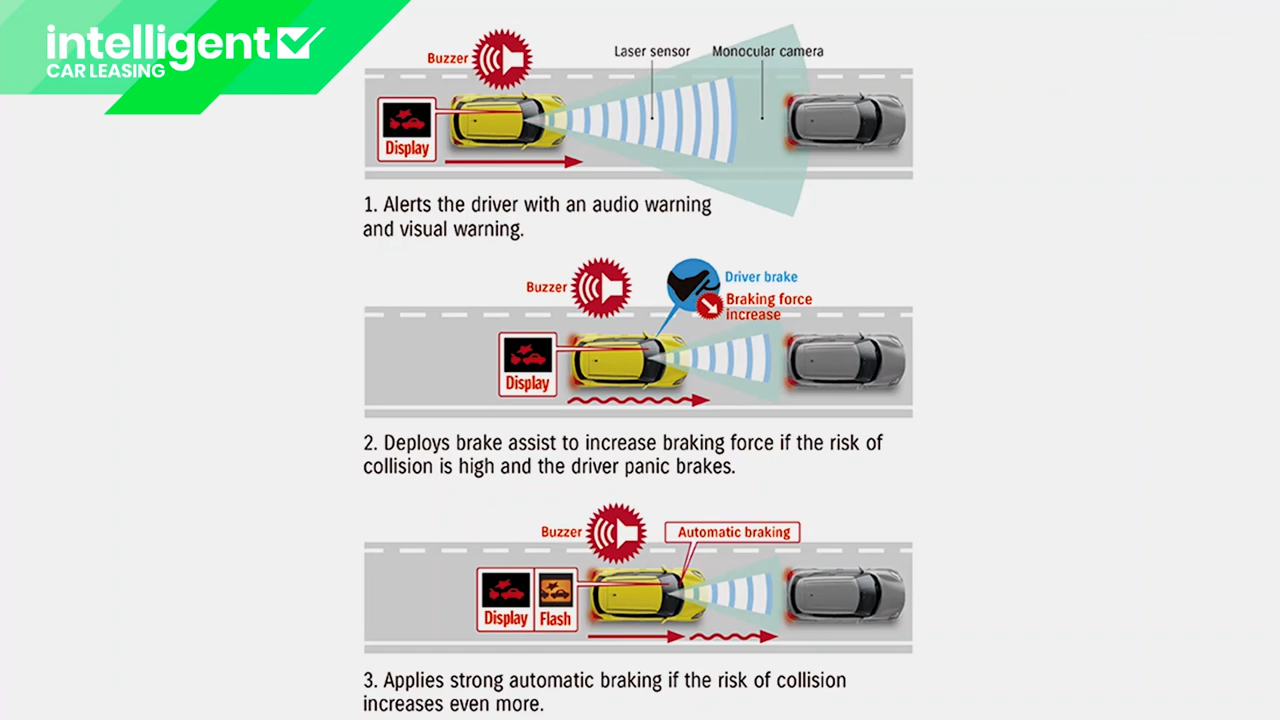 intelligent
CAR LEASING
Buzzer
Laser sensor
Monocular camera
Display
1. Alerts the driver with an audio warning
and visual warning.
Buzzer
Driver brake
Braking force
increase
Display
2. Deploys brake assist to increase braking force if the risk of
collision is high and the driver panic brakes.
Buzzer
Automatic braking
Display
Flash
3. Applies strong automatic braking if the risk of collision
increases even more.